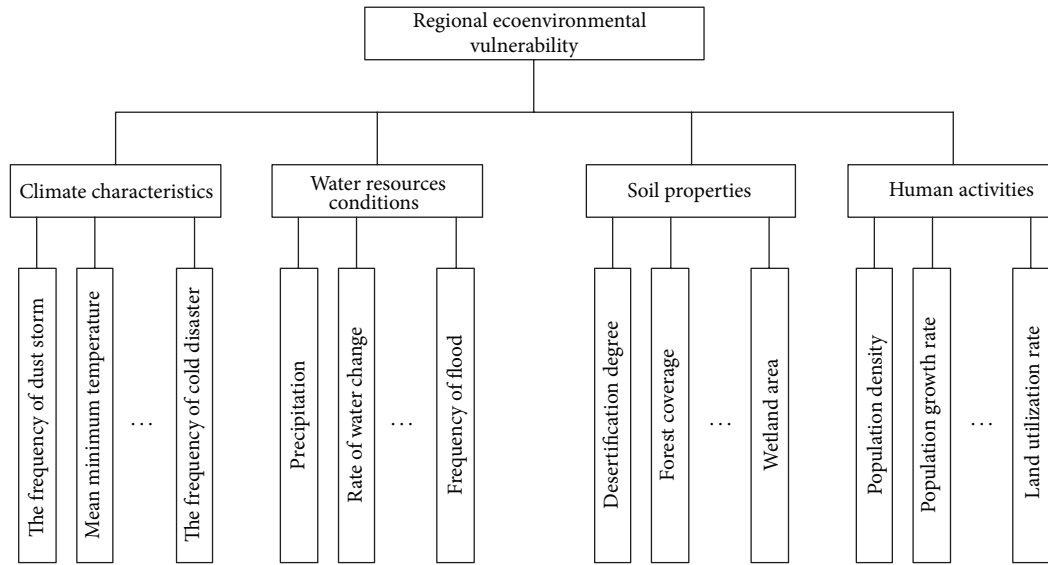 Regional ecoenvironmental
vulnerability
Climate characteristics
Water resources
conditions
Soil properties
Human activities
The frequency of dust storm
Mean minimum temperature
...
The frequency of cold disaster
Precipitation
Rate of water change
...
Frequency of flood
Desertification degree
Forest coverage
...
Wetland area
Population density
Population growth rate
...
Land utilization rate